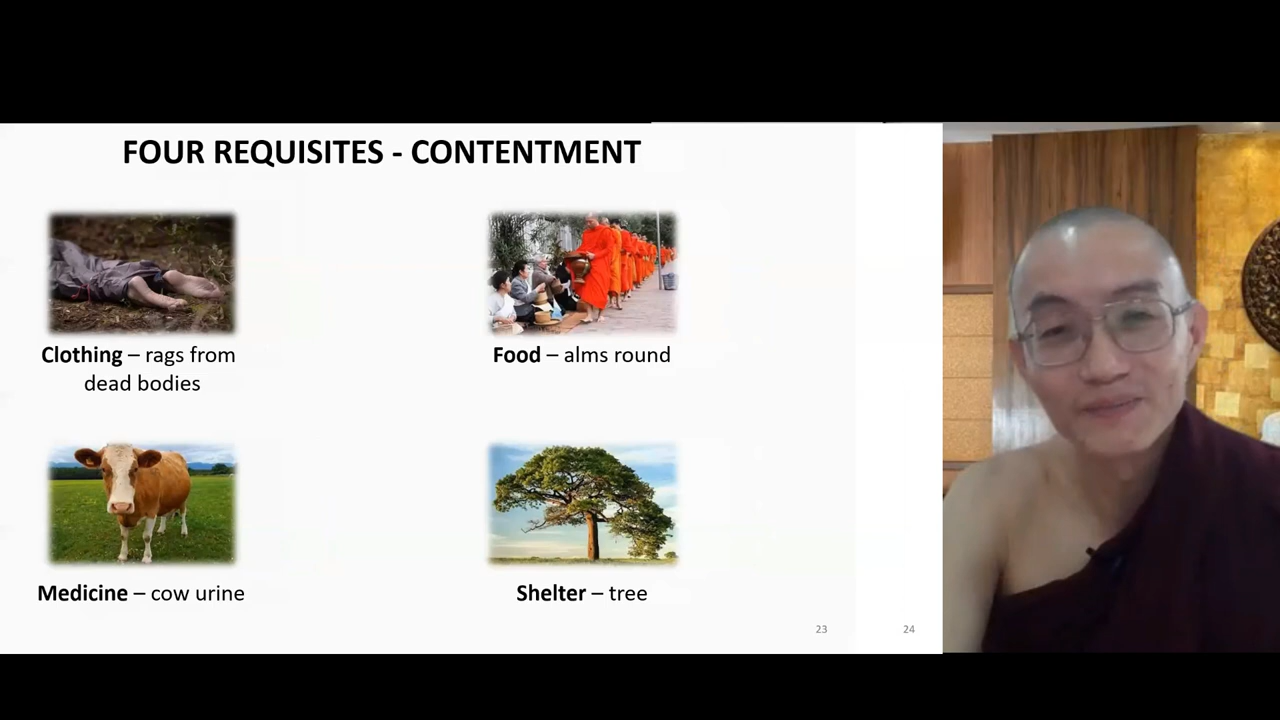 FOUR REQUISITES - CONTENTMENT
Clothing – rags from
dead bodies
Food – alms round
Medicine – cow urine
Shelter – tree
23
24